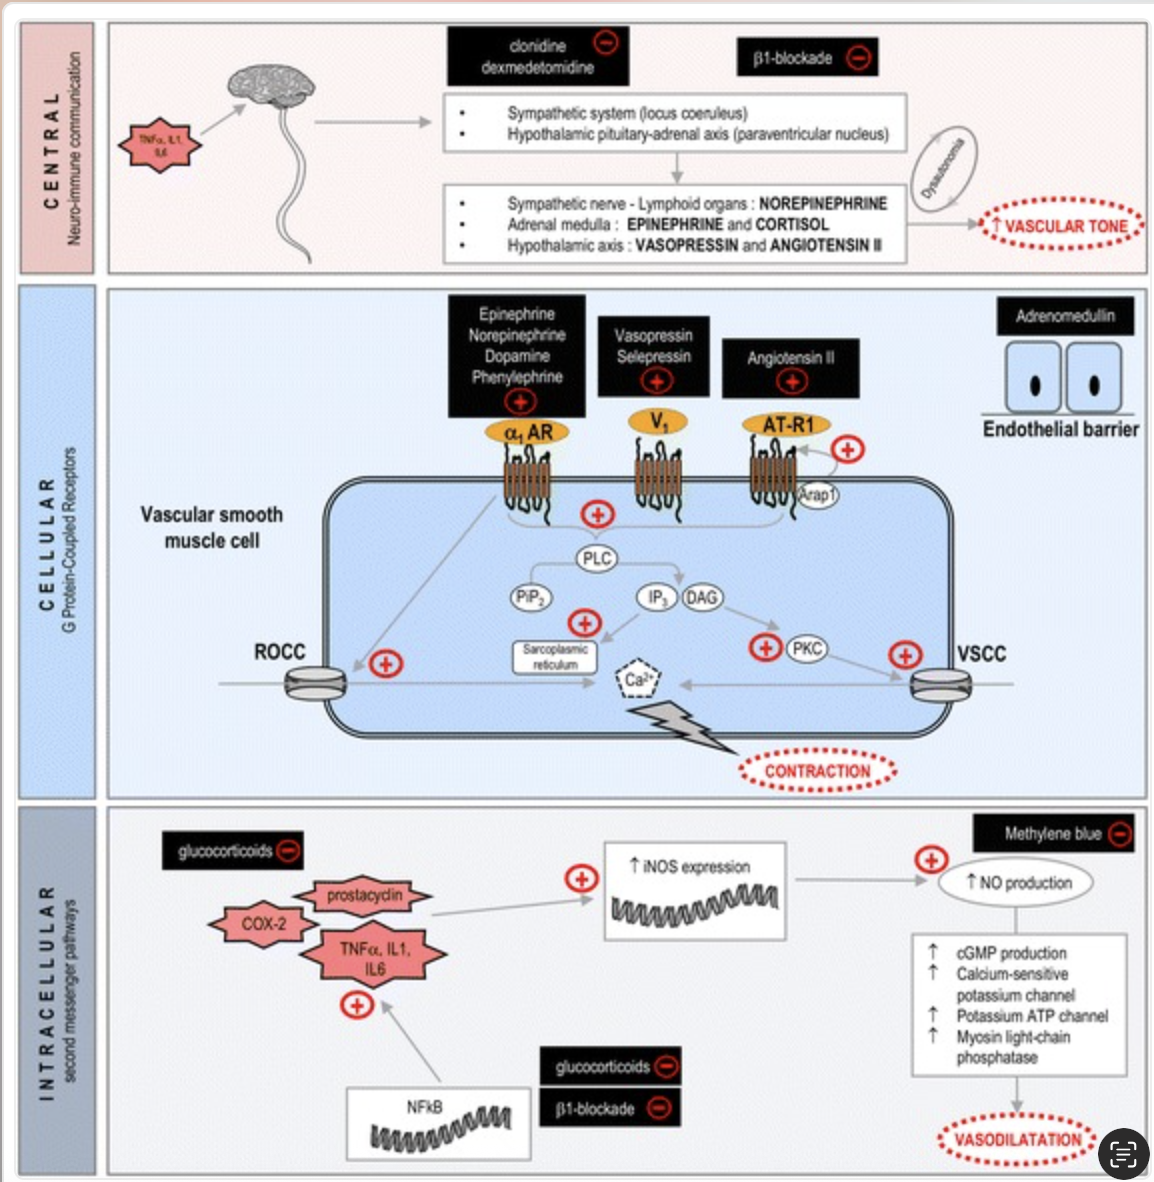 CENTRAL
Neuro-immune communication
clonidine
dexmedetomidine
β1-blockade
TNFα, IL1,
IL6
• Sympathetic system (locus coeruleus)
• Hypothalamic pituitary-adrenal axis (paraventricular nucleus)
Dysautonomia
• Sympathetic nerve - Lymphoid organs : NOREPINEPHRINE
• Adrenal medulla : EPINEPHRINE and CORTISOL
• Hypothalamic axis : VASOPRESSIN and ANGIOTENSIN II
↑ VASCULAR TONE
CELLULAR
G Protein-Coupled Receptors
Epinephrine
Norepinephrine
Dopamine
Phenylephrine
Vasopressin
Selepressin
Angiotensin II
Adrenomedullin
α₁ AR
V₁
AT-R1
Endothelial barrier
Arap1
Vascular smooth
muscle cell
PLC
PiP₂
IP₃
DAG
Sarcoplasmic
reticulum
PKC
ROCC
VSCC
Ca²⁺
CONTRACTION
INTRACELLULAR
second messenger pathways
glucocorticoids
prostacyclin
COX-2
TNFα, IL1,
IL6
↑ iNOS expression
Methylene blue
↑ NO production
↑ cGMP production
↑ Calcium-sensitive
potassium channel
↑ Potassium ATP channel
↑ Myosin light-chain
phosphatase
NFkB
glucocorticoids
β1-blockade
VASODILATATION